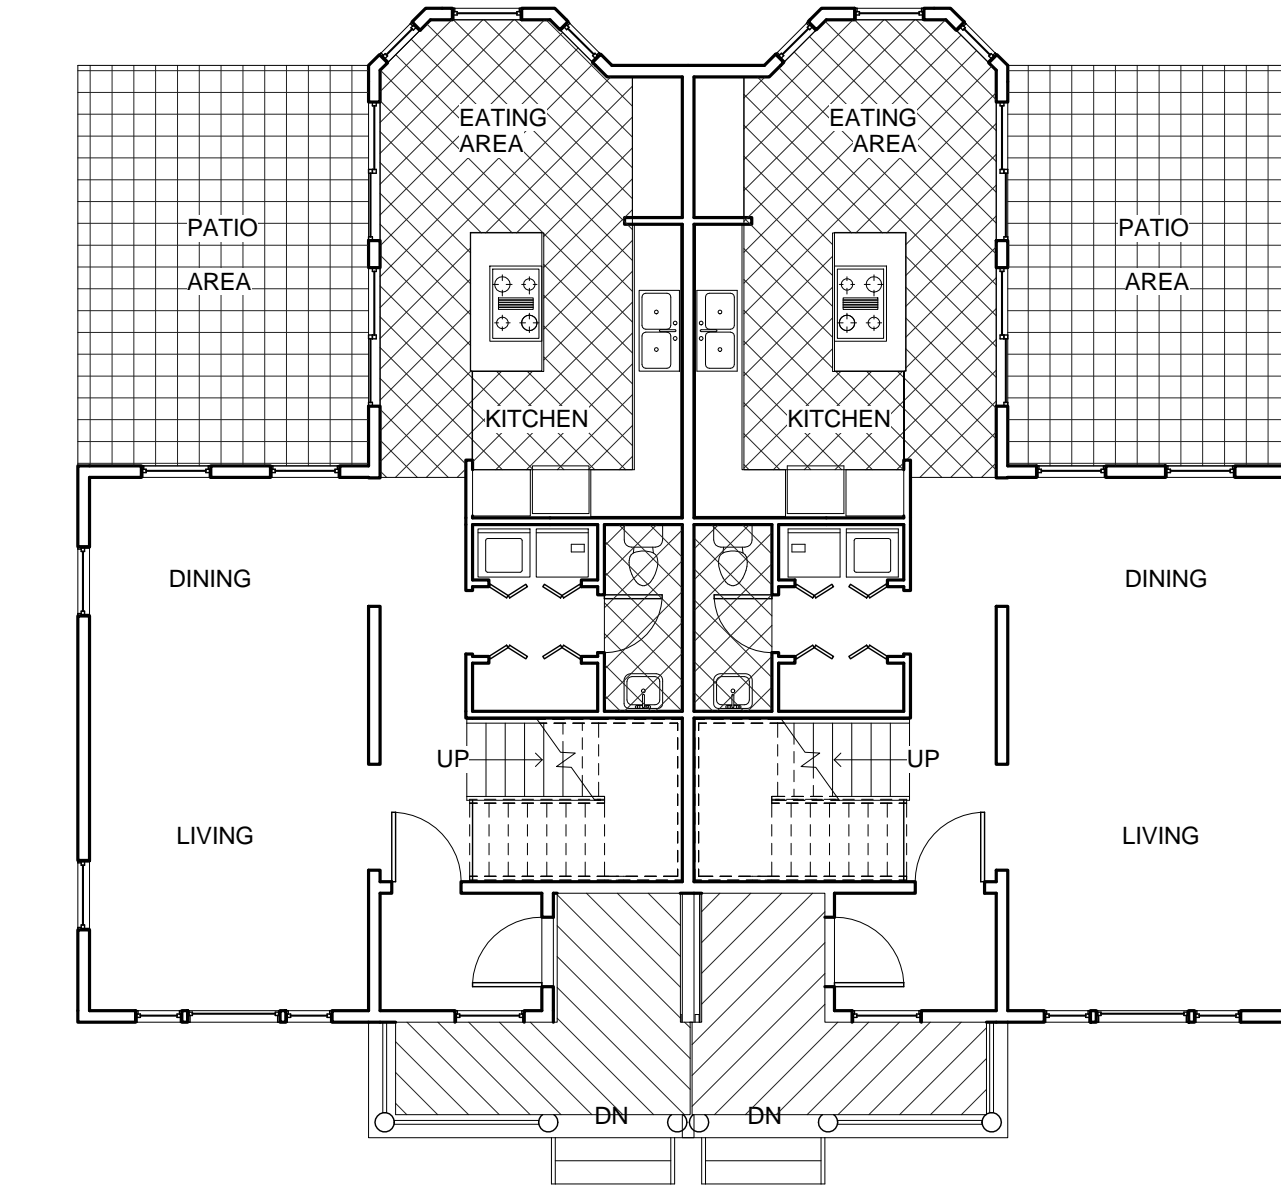 EATING
AREA
EATING
AREA
PATIO
AREA
PATIO
AREA
KITCHEN
KITCHEN
DINING
DINING
UP
UP
LIVING
LIVING
DN
DN